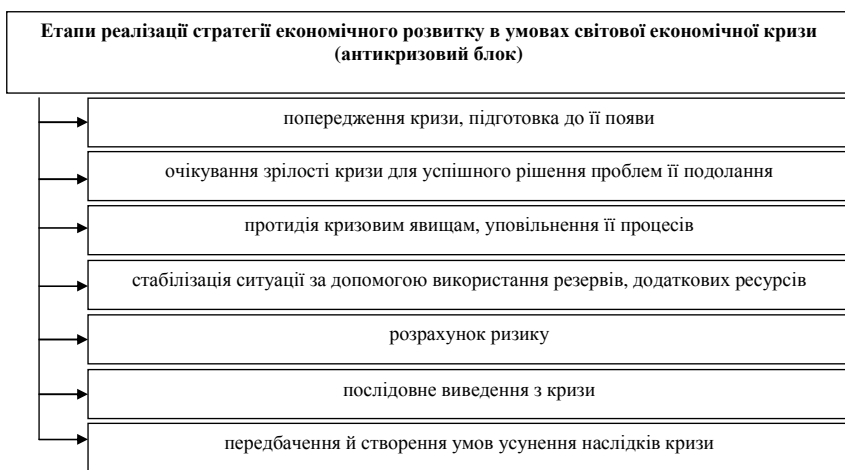 Етапи реалізації стратегії економічного розвитку в умовах світової економічної кризи
(антикризовий блок)
попередження кризи, підготовка до її появи
очікування зрілості кризи для успішного рішення проблем її подолання
протидія кризовим явищам, уповільнення її процесів
стабілізація ситуації за допомогою використання резервів, додаткових ресурсів
розрахунок ризику
послідовне виведення з кризи
передбачення й створення умов усунення наслідків кризи